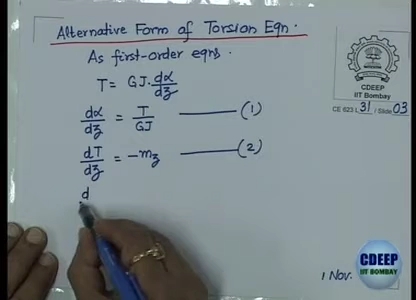 Alternative Form of Torsion Eqn.
As first-order eqns.
T = GJ. dα/dz
dα/dz = T/GJ ——— (1)
dT/dz = -mz ——— (2)
d
CDEEP
IIT Bombay
CE 623 L 31 / Slide 03
CDEEP
IIT BOMBAY
1 Nov.